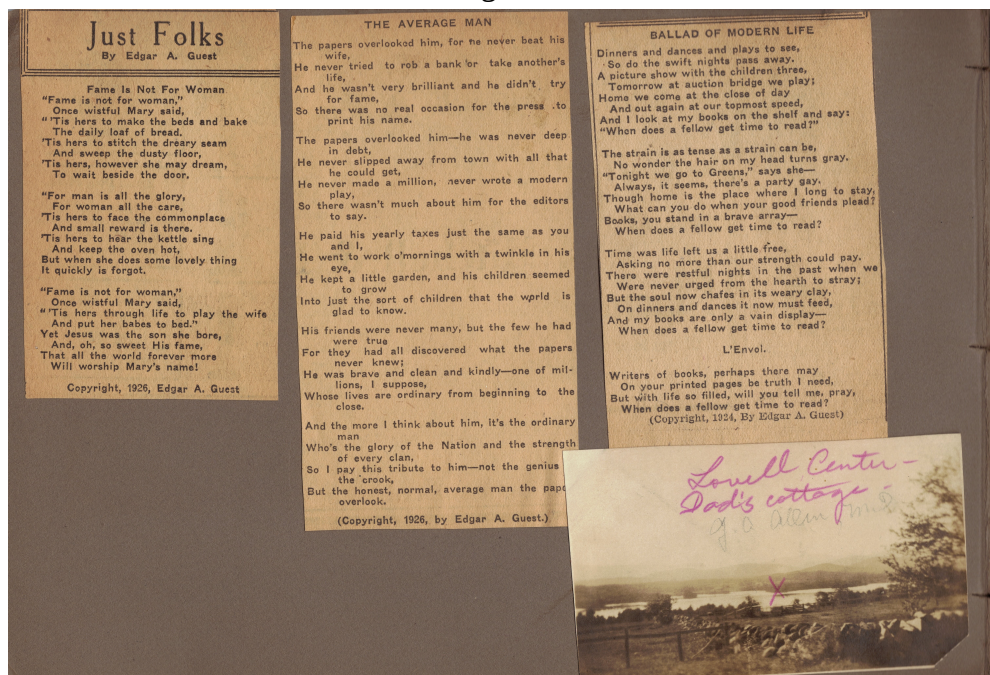 Just Folks
By Edgar A. Guest
Fame Is Not For Woman
"Fame is not for woman,"
Once wistful Mary said,
"'Tis hers to make the beds and bake
The daily loaf of bread.
'Tis hers to stitch the dreary seam
And sweep the dusty floor,
'Tis hers, however she may dream,
To wait beside the door.
"For man is all the glory,
For woman all the care,
'Tis hers to face the commonplace
And small reward is there.
'Tis hers to hear the kettle sing
And keep the oven hot,
But when she does some lovely thing
It quickly is forgot.
"Fame is not for woman,"
Once wistful Mary said,
"'Tis hers through life to play the wife
And put her babes to bed."
Yet Jesus was the son she bore,
And, oh, so sweet His fame,
That all the world forever more
Will worship Mary's name!
Copyright, 1926, Edgar A. Guest
THE AVERAGE MAN
The papers overlooked him, for he never beat his
wife,
He never tried to rob a bank or take another's
life,
And he wasn't very brilliant and he didn't try
for fame,
So there was no real occasion for the press to
print his name.
The papers overlooked him—he was never deep
in debt,
He never slipped away from town with all that
he could get,
He never made a million, never wrote a modern
play,
So there wasn't much about him for the editors
to say.
He paid his yearly taxes just the same as you
and I,
He went to work o'mornings with a twinkle in his
eye,
He kept a little garden, and his children seemed
to grow
Into just the sort of children that the world is
glad to know.
His friends were never many, but the few he had
were true
For they had all discovered what the papers
never knew;
He was brave and clean and kindly—one of mil-
lions, I suppose,
Whose lives are ordinary from beginning to the
close.
And the more I think about him, it's the ordinary
man
Who's the glory of the Nation and the strength
of every clan,
So I pay this tribute to him—not the genius
the crook,
But the honest, normal, average man the pape
overlook.
(Copyright, 1926, by Edgar A. Guest.)
BALLAD OF MODERN LIFE
Dinners and dances and plays to see,
So do the swift nights pass away.
A picture show with the children three,
Tomorrow at auction bridge we play;
Home we come at the close of day
And out again at our topmost speed,
And I look at my books on the shelf and say:
"When does a fellow get time to read?"
The strain is as tense as a strain can be,
No wonder the hair on my head turns gray.
"Tonight we go to Greens," says she—
Always, it seems, there's a party gay.
Though home is the place where I long to stay,
What can you do when your good friends plead?
Books, you stand in a brave array—
When does a fellow get time to read?
Time was life left us a little free,
Asking no more than our strength could pay.
There were restful nights in the past when we
Were never urged from the hearth to stray;
But the soul now chafes in its weary clay,
On dinners and dances it now must feed,
And my books are only a vain display—
When does a fellow get time to read?
L'Envoi.
Writers of books, perhaps there may
On your printed pages be truth I need,
But with life so filled, will you tell me, pray,
When does a fellow get time to read?
(Copyright, 1924, By Edgar A. Guest)
Lovell Center –
Dad's cottage –
X